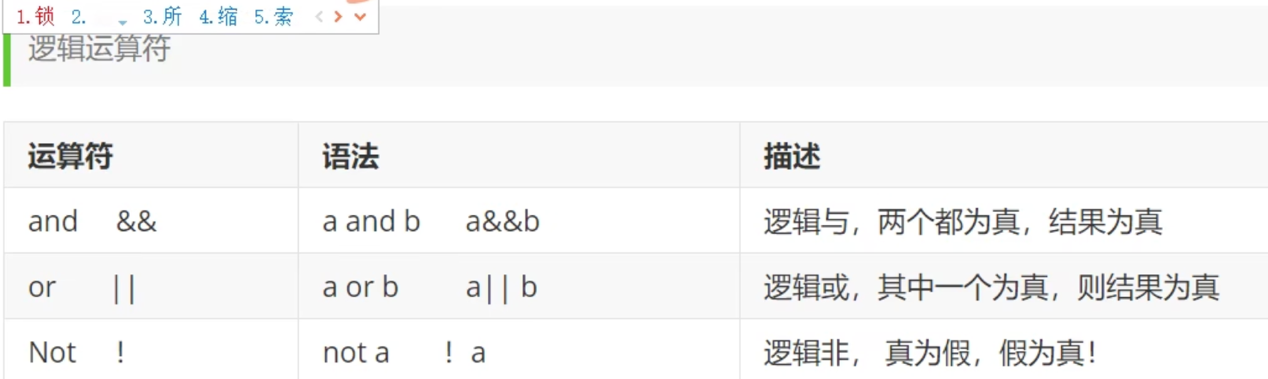 1.锁 2. 3.所 4.缩 5.索
逻辑运算符
运算符 语法 描述
and && a and b a&&b 逻辑与，两个都为真，结果为真
or || a or b a|| b 逻辑或，其中一个为真，则结果为真
Not ! not a ! a 逻辑非， 真为假，假为真！